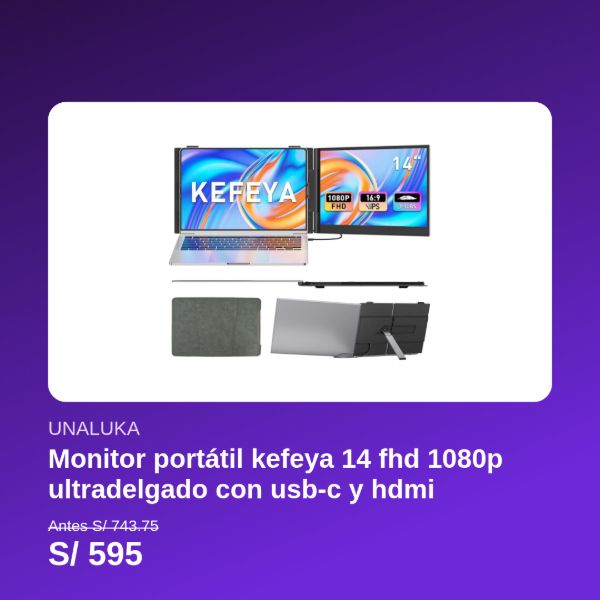 KEFEYA
14"
1080P
FHD
16:9
IPS
UNALUKA
Monitor portátil kefeya 14 fhd 1080p
ultradelgado con usb-c y hdmi
Antes S/ 743.75
S/ 595